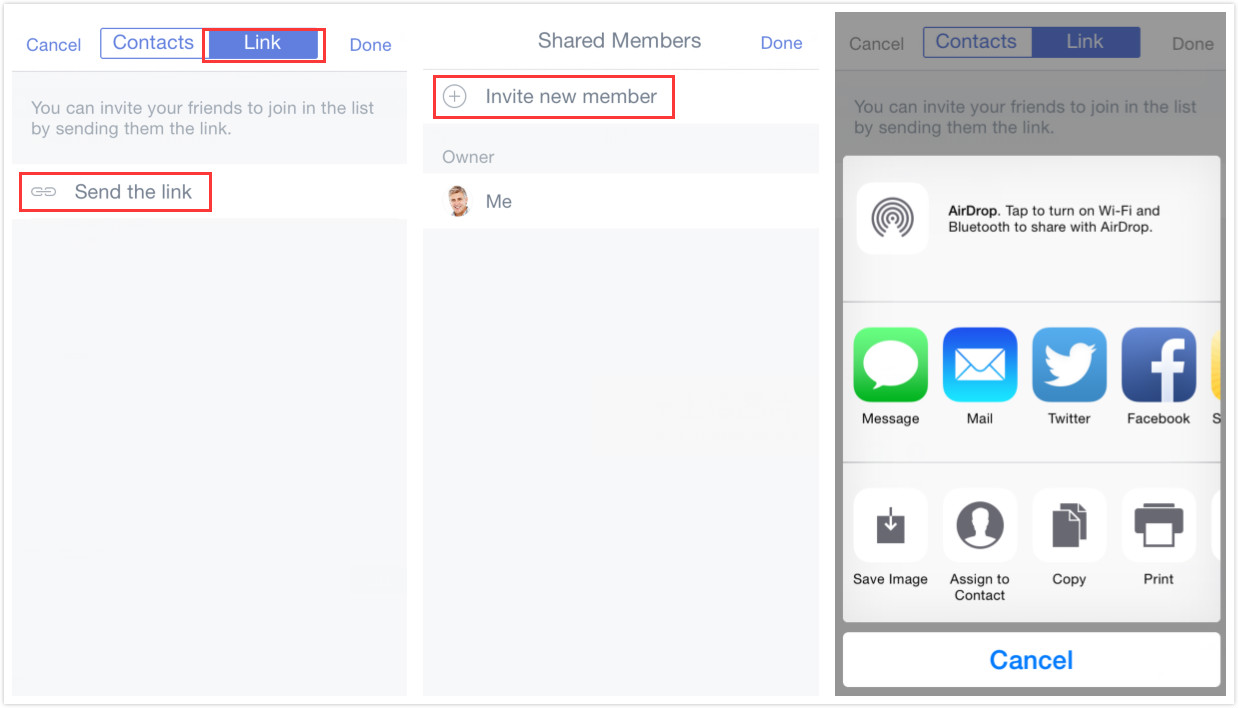 Cancel Contacts Link Done
You can invite your friends to join in the list
by sending them the link.
Send the link
Shared Members Done
Invite new member
Owner
Me
Cancel Contacts Link Done
You can invite your friends to join in the list
by sending them the link.
AirDrop. Tap to turn on Wi-Fi and
Bluetooth to share with AirDrop.
Message Mail Twitter Facebook S
Save Image Assign to Copy Print
Contact
Cancel